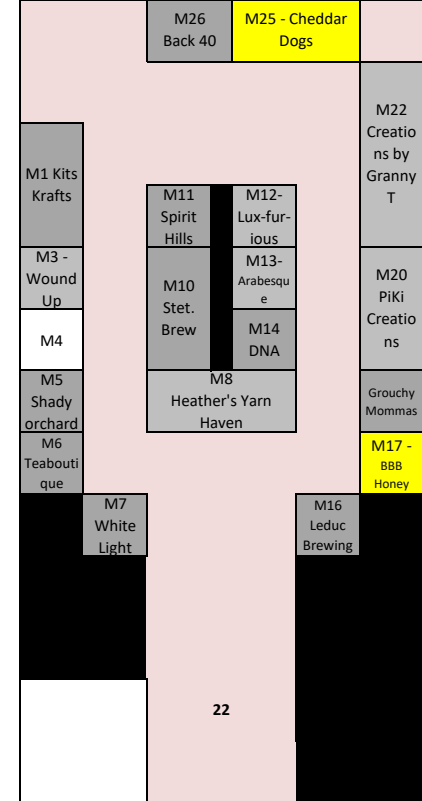 M26
Back 40
M25 - Cheddar
Dogs
M22
Creatio
ns by
Granny
T
M1 Kits
Krafts
M11
Spirit
Hills
M12-
Lux-fur-
ious
M3 -
Wound
Up
M10
Stet.
Brew
M13-
Arabesqu
e
M20
PiKi
Creatio
ns
M4
M14
DNA
M5
Shady
orchard
M8
Heather's Yarn
Haven
Grouchy
Mommas
M6
Teabouti
que
M17 -
BBB
Honey
M7
White
Light
M16
Leduc
Brewing
22